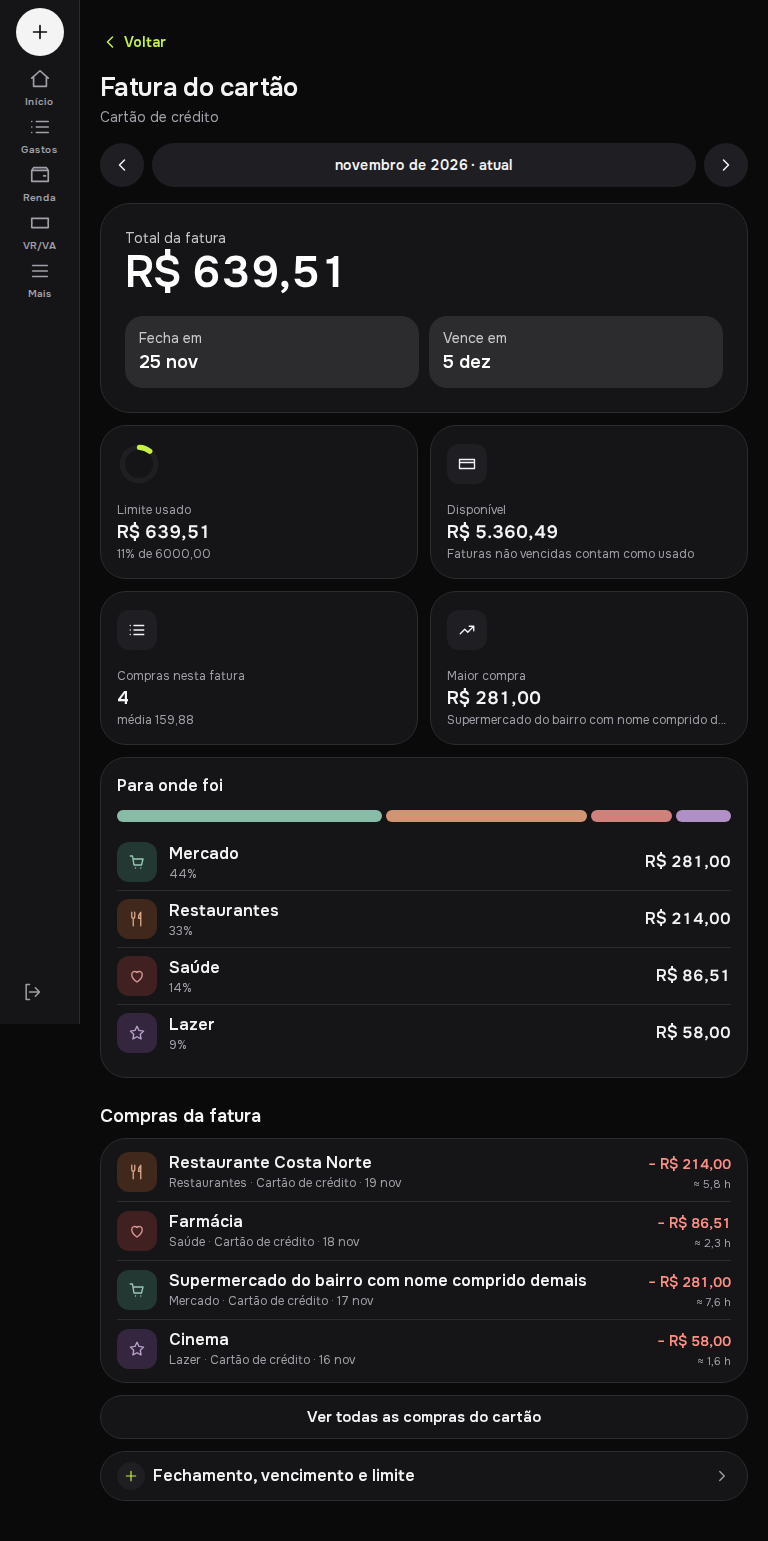 Início
Gastos
Renda
VR/VA
Mais
Voltar
Fatura do cartão
Cartão de crédito
novembro de 2026 · atual
Total da fatura
R$ 639,51
Fecha em
25 nov
Vence em
5 dez
Limite usado
R$ 639,51
11% de 6000,00
Disponível
R$ 5.360,49
Faturas não vencidas contam como usado
Compras nesta fatura
4
média 159,88
Maior compra
R$ 281,00
Supermercado do bairro com nome comprido d...
Para onde foi
Mercado
R$ 281,00
44%
Restaurantes
R$ 214,00
33%
Saúde
R$ 86,51
14%
Lazer
R$ 58,00
9%
Compras da fatura
Restaurante Costa Norte
− R$ 214,00
Restaurantes · Cartão de crédito · 19 nov
≈ 5,8 h
Farmácia
− R$ 86,51
Saúde · Cartão de crédito · 18 nov
≈ 2,3 h
Supermercado do bairro com nome comprido demais
− R$ 281,00
Mercado · Cartão de crédito · 17 nov
≈ 7,6 h
Cinema
− R$ 58,00
Lazer · Cartão de crédito · 16 nov
≈ 1,6 h
Ver todas as compras do cartão
Fechamento, vencimento e limite